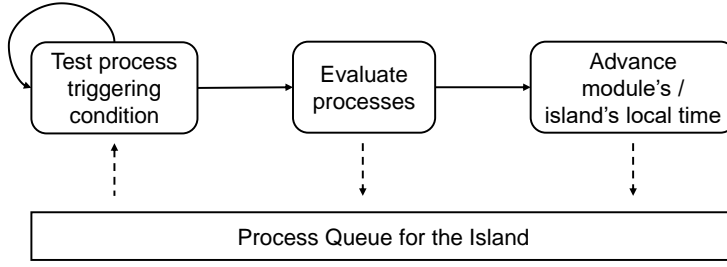 Test process
triggering
condition
Evaluate
processes
Advance
module's /
island's local time
Process Queue for the Island